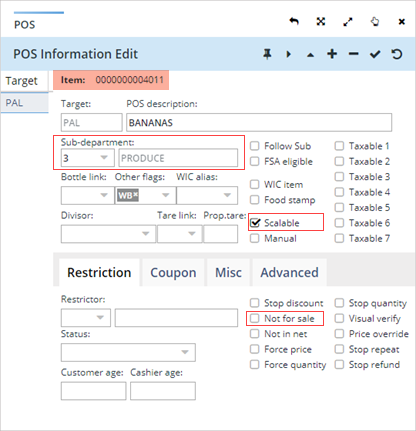 POS
POS Information Edit
Target
Item: 0000000004011
PAL
Target: POS description:
PAL BANANAS
Sub-department:
3 PRODUCE
Follow Sub Taxable 1
FSA eligible Taxable 2
Taxable 3
Bottle link: Other flags: WIC alias:
WB×
WIC item Taxable 4
Food stamp Taxable 5
Divisor: Tare link: Prop.tare:
Scalable Taxable 6
Manual Taxable 7
Restriction Coupon Misc Advanced
Restrictor:
Stop discount Stop quantity
Not for sale Visual verify
Status:
Not in net Price override
Force price Stop repeat
Force quantity Stop refund
Customer age: Cashier age: